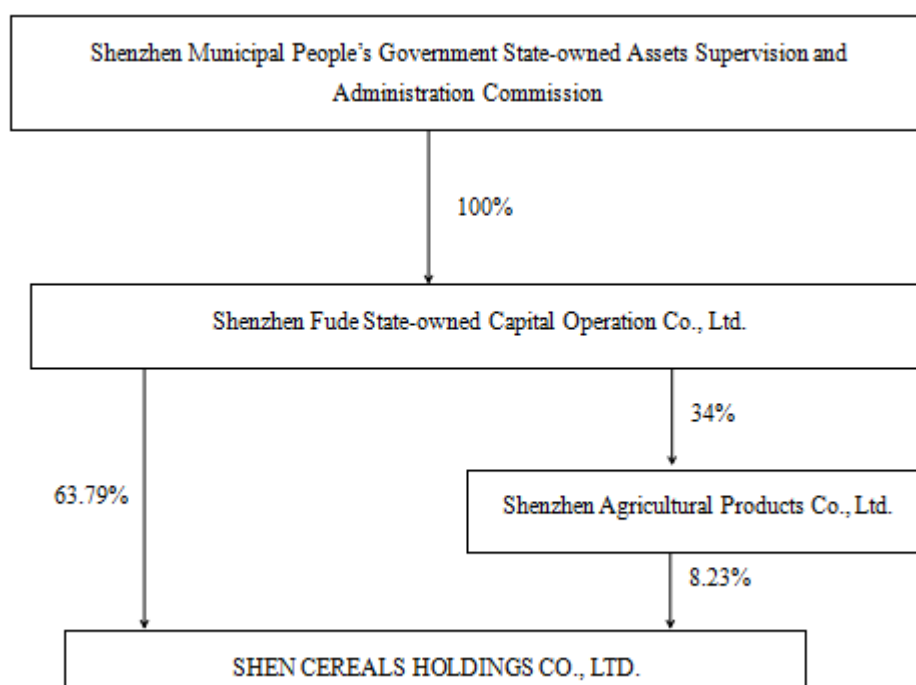 Shenzhen Municipal People’s Government State-owned Assets Supervision and
Administration Commission
100%
Shenzhen Fude State-owned Capital Operation Co., Ltd.
34%
63.79%
Shenzhen Agricultural Products Co., Ltd.
8.23%
SHEN CEREALS HOLDINGS CO., LTD.